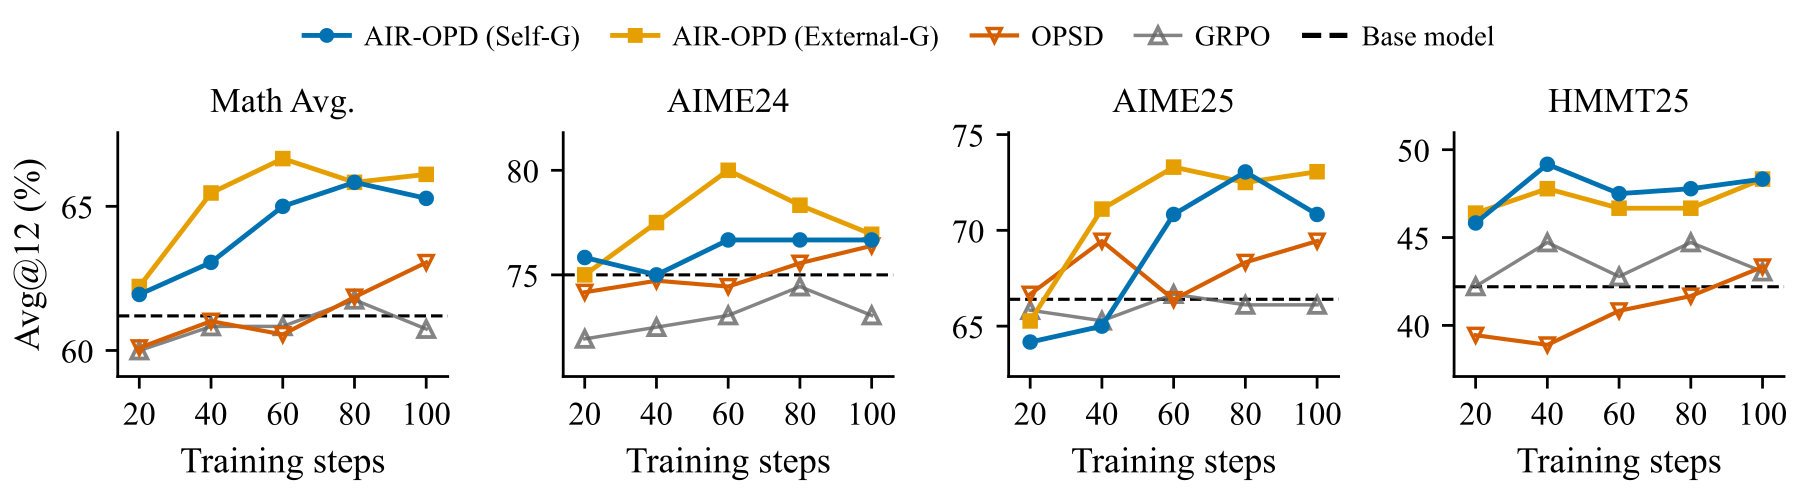 AIR-OPD (Self-G) AIR-OPD (External-G) OPSD GRPO Base model
Math Avg. AIME24 AIME25 HMMT25
Avg@12 (%)
65
60
20 40 60 80 100
Training steps
80
75
20 40 60 80 100
Training steps
75
70
65
20 40 60 80 100
Training steps
50
45
40
20 40 60 80 100
Training steps